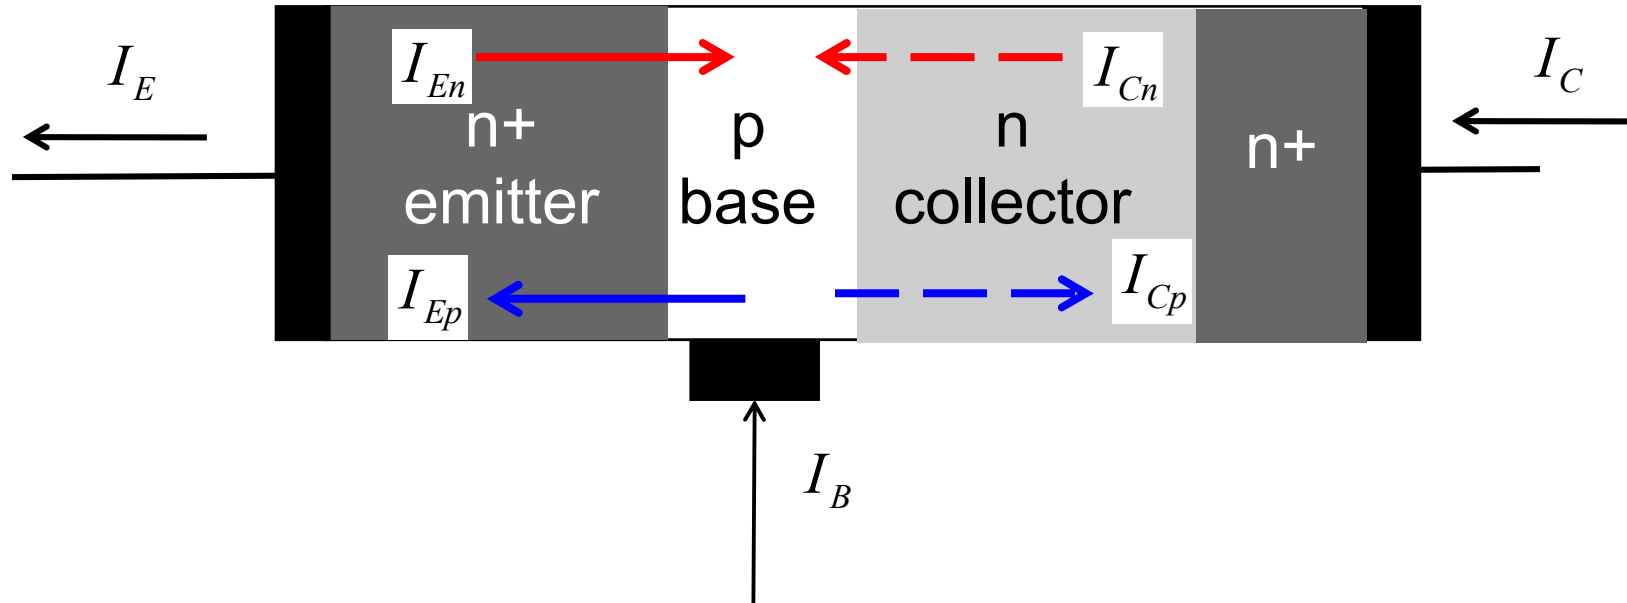 I_E
I_En
I_Cn
I_C
n+
emitter
p
base
n
collector
n+
I_Ep
I_Cp
I_B